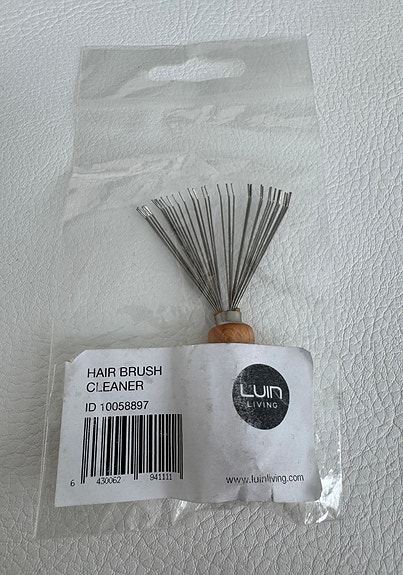 HAIR BRUSH
CLEANER
ID 10058897
6 430062 941111
LUIN
LIVING
www.luinliving.com